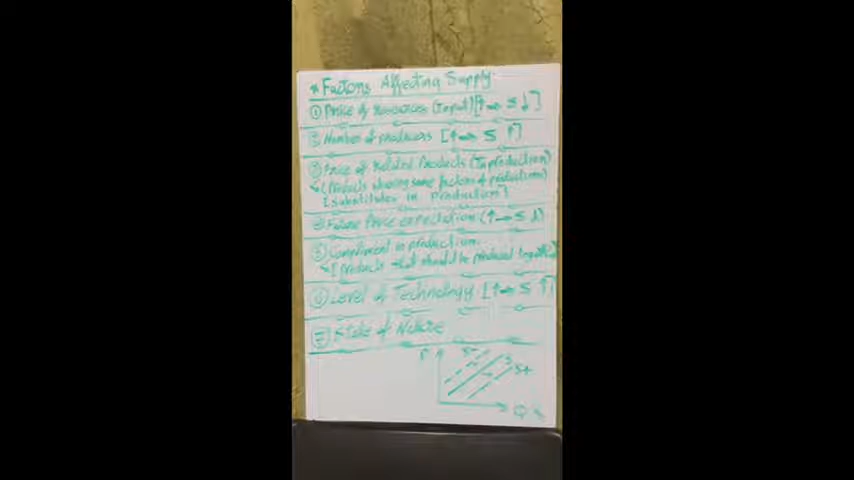 * Factors Affecting Supply
① Price of resources (Input) [↑→ S ↓]
② Number of producers [↑→ S ↑]
③ Price of Related Products (In production)
(Products sharing same factors of production)
[substitutes in production]
④ Future Price expectation (↑→ S ↓)
⑤ Compliment in production
[products that should be produced together]
⑥ Level of Technology [↑→ S ↑]
⑦ State of Nature
P S- S S+
Q